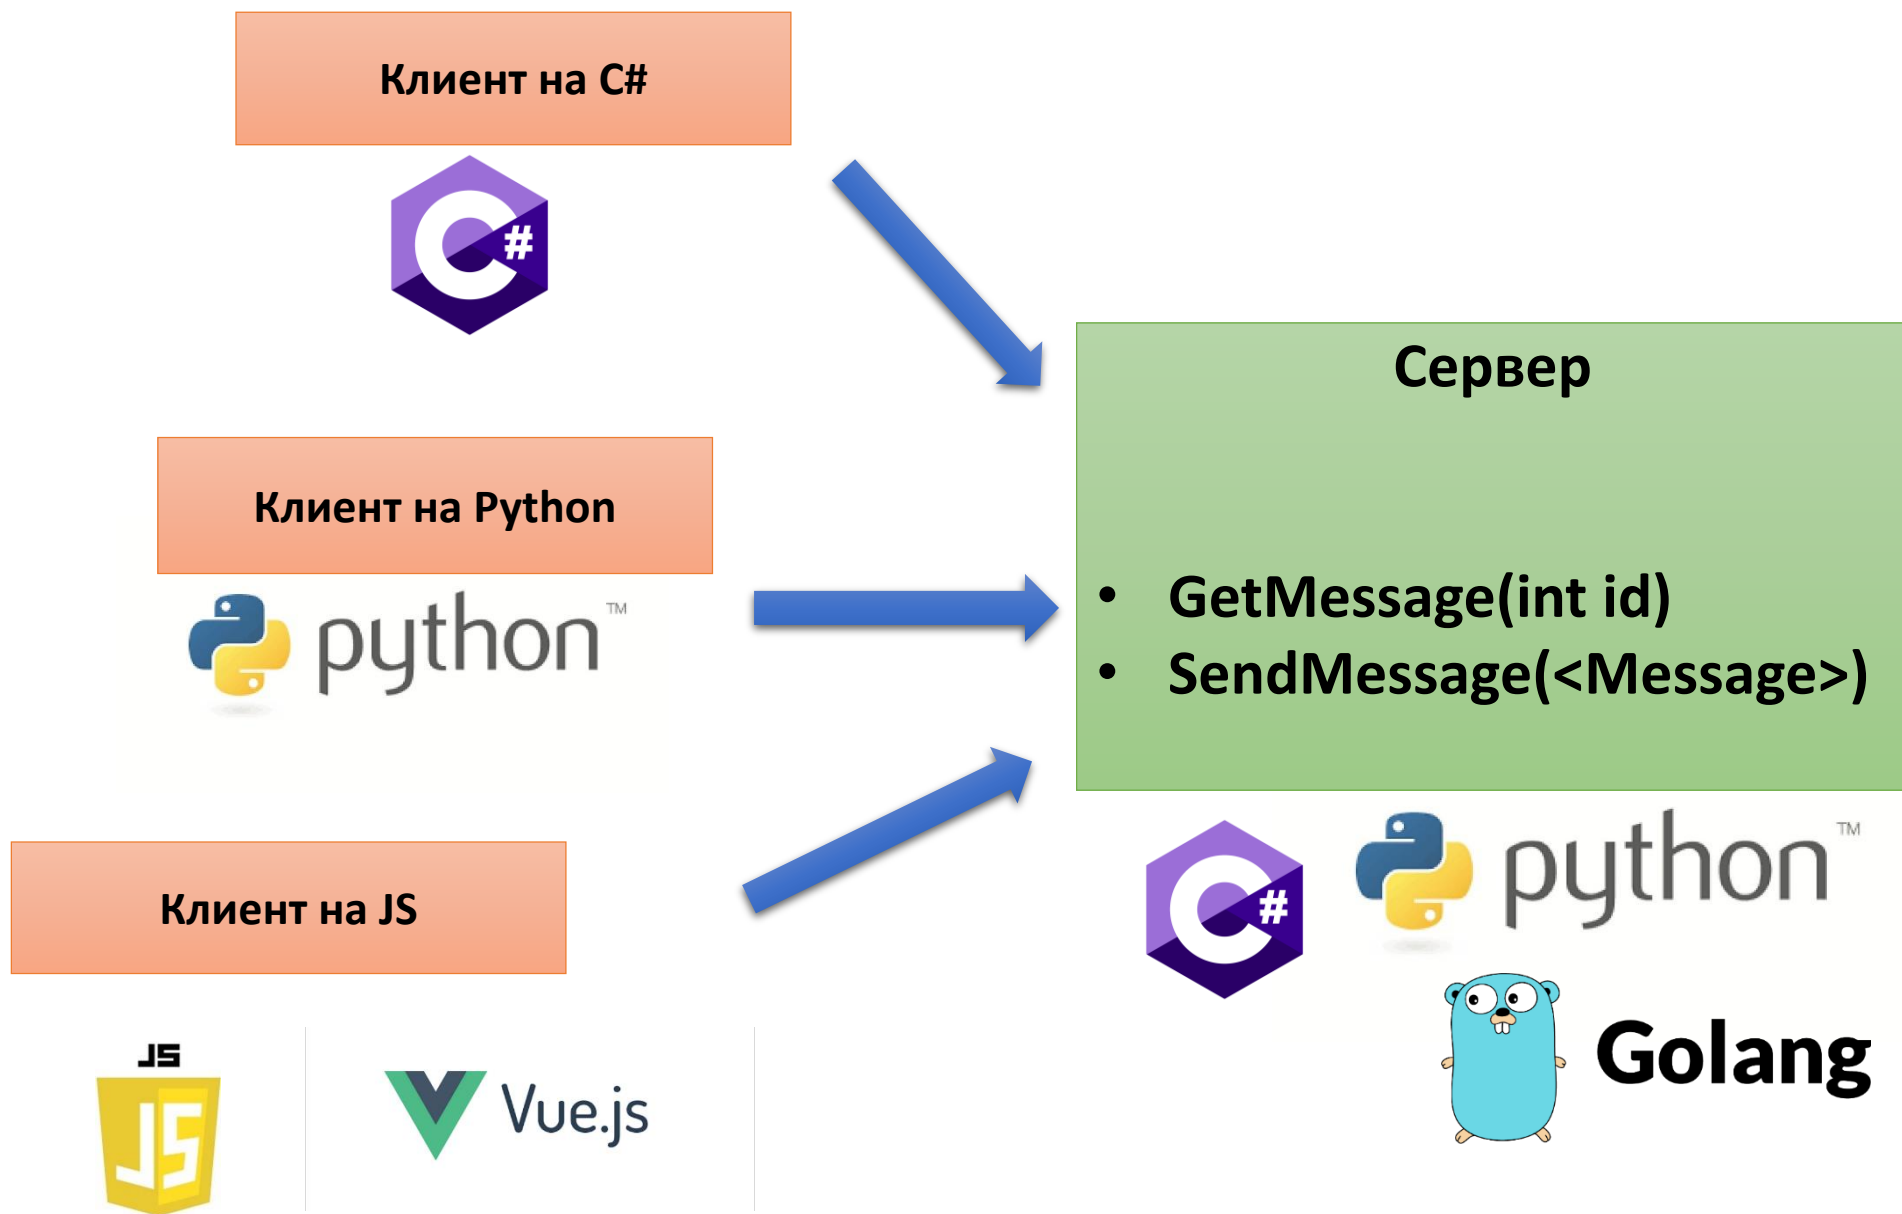 Клиент на C#
C#
Сервер
Клиент на Python
python™
• GetMessage(int id)
• SendMessage(<Message>)
Клиент на JS
C#
python™
JS
JS
Vue.js
Golang